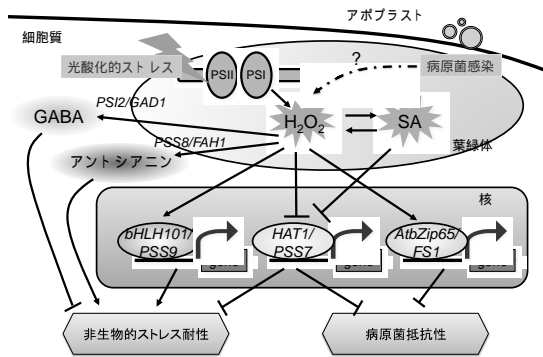 アポプラスト
細胞質
光酸化的ストレス
PSII
PSI
?
病原菌感染
GABA
PSI2/GAD1
H2O2
SA
PSS8/FAH1
葉緑体
アントシアニン
核
bHLH101/
PSS9
HAT1/
PSS7
AtbZip65/
FS1
非生物的ストレス耐性
病原菌抵抗性